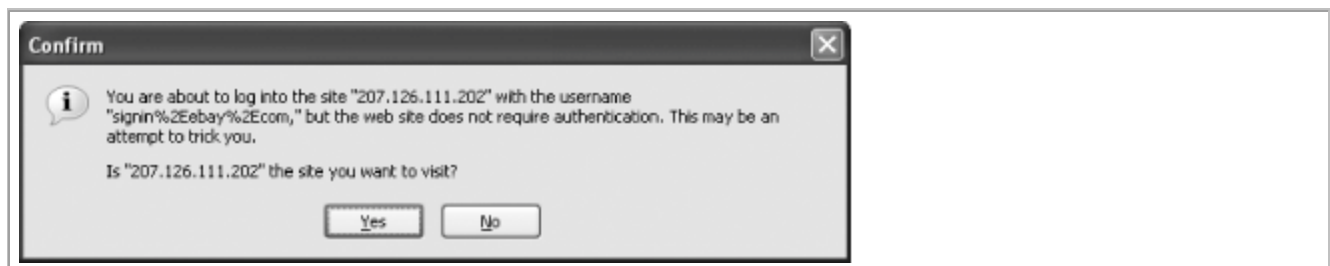 Confirm
You are about to log into the site "207.126.111.202" with the username
"signin%2Eebay%2Ecom," but the web site does not require authentication. This may be an
attempt to trick you.
Is "207.126.111.202" the site you want to visit?
Yes No